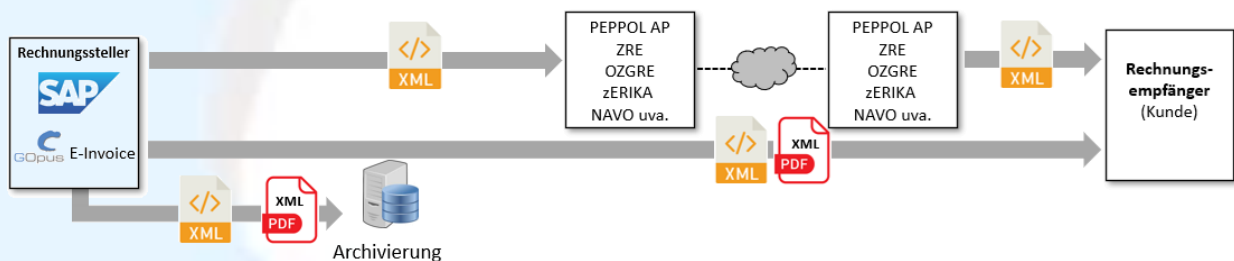 Rechnungssteller
SAP
GOpus E-Invoice
</>
XML
PEPPOL AP
ZRE
OZGRE
zERIKA
NAVO uva.
PEPPOL AP
ZRE
OZGRE
zERIKA
NAVO uva.
</>
XML
Rechnungs-
empfänger
(Kunde)
</>
XML
XML
PDF
</>
XML
XML
PDF
Archivierung